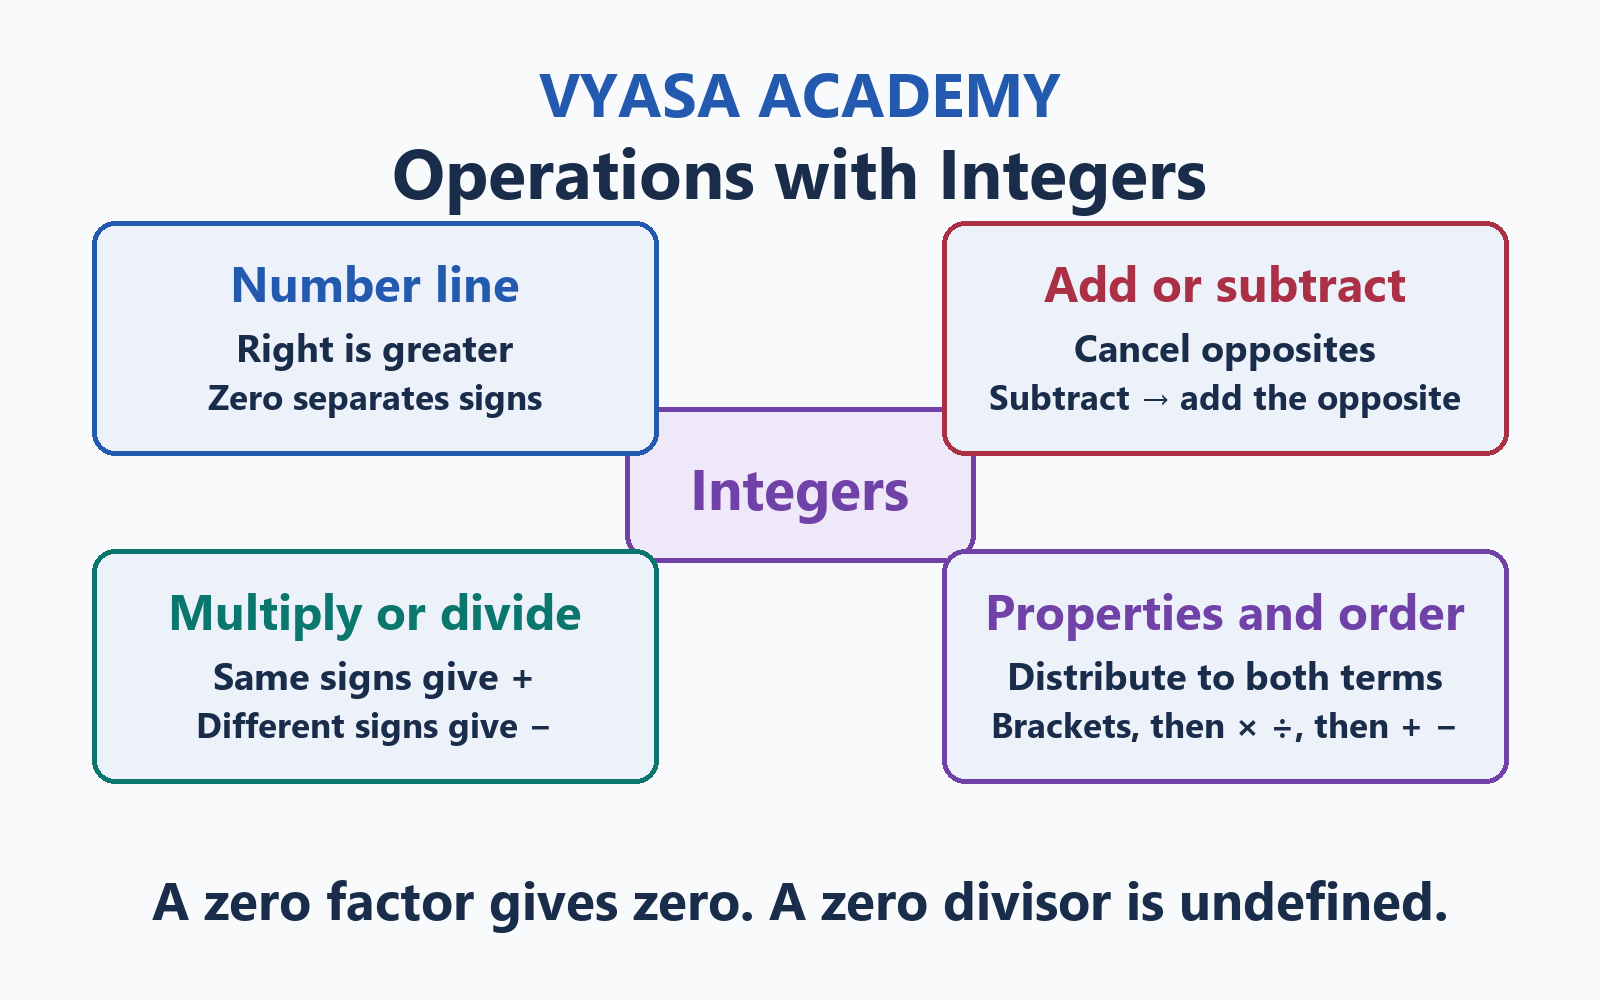 VYASA ACADEMY
Operations with Integers
Number line
Right is greater
Zero separates signs
Add or subtract
Cancel opposites
Subtract → add the opposite
Integers
Multiply or divide
Same signs give +
Different signs give −
Properties and order
Distribute to both terms
Brackets, then × ÷, then + −
A zero factor gives zero. A zero divisor is undefined.